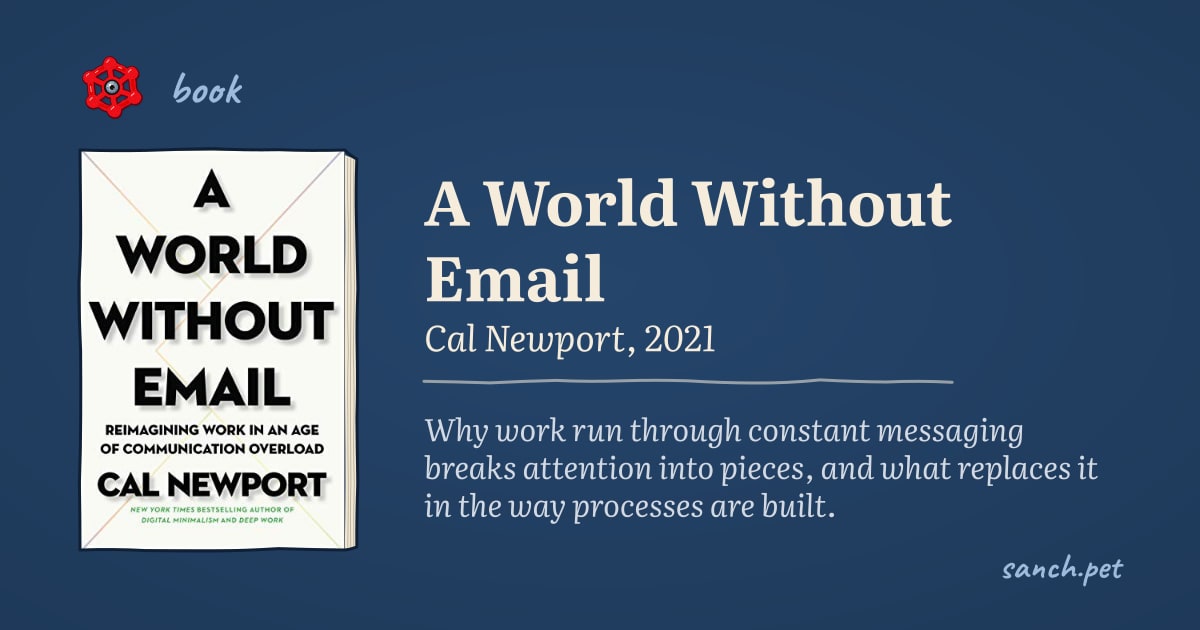 book
A
WORLD
WITHOUT
EMAIL
REIMAGINING WORK IN AN AGE
OF COMMUNICATION OVERLOAD
CAL NEWPORT
NEW YORK TIMES BESTSELLING AUTHOR OF
DIGITAL MINIMALISM AND DEEP WORK
A World Without
Email
Cal Newport, 2021
Why work run through constant messaging
breaks attention into pieces, and what replaces it
in the way processes are built.
sanch.pet